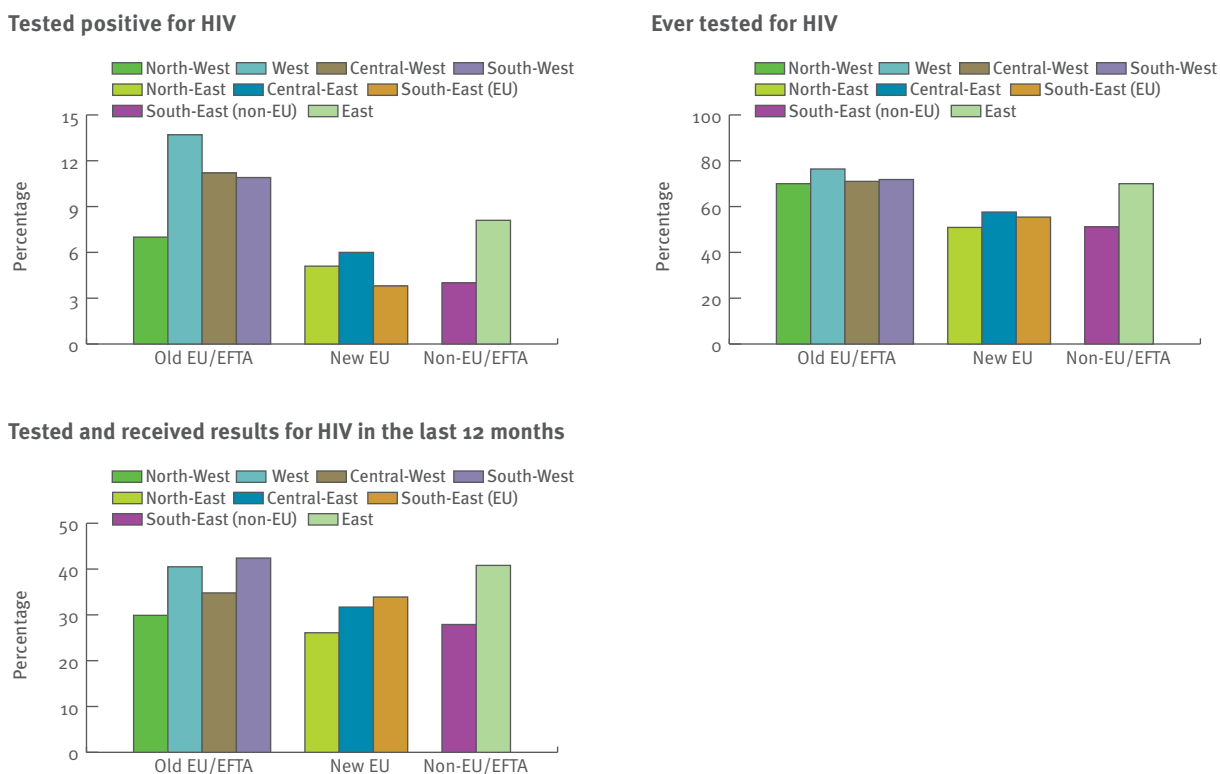 Tested positive for HIV
North-West West Central-West South-West
North-East Central-East South-East (EU)
South-East (non-EU) East
15
12
9
6
3
0
Percentage
Old EU/EFTA New EU Non-EU/EFTA
Ever tested for HIV
North-West West Central-West South-West
North-East Central-East South-East (EU)
South-East (non-EU) East
100
80
60
40
20
0
Percentage
Old EU/EFTA New EU Non-EU/EFTA
Tested and received results for HIV in the last 12 months
North-West West Central-West South-West
North-East Central-East South-East (EU)
South-East (non-EU) East
50
40
30
20
10
0
Percentage
Old EU/EFTA New EU Non-EU/EFTA